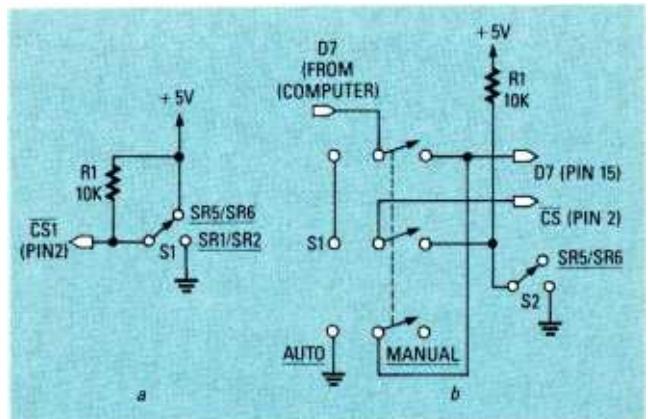 +5V
R1
10K
SR5/SR6
CS1
(PIN2)
S1
SR1/SR2
a
D7
(FROM
(COMPUTER)
+5V
R1
10K
D7 (PIN 15)
CS (PIN 2)
S1
SR5/SR6
S2
AUTO
MANUAL
b